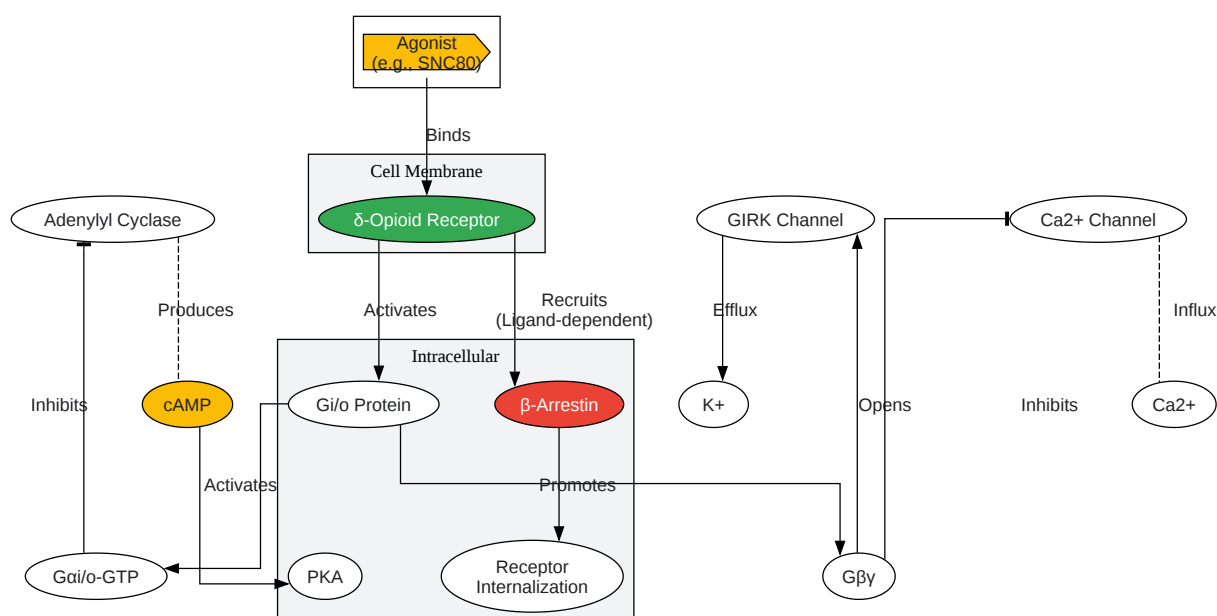 Agonist
(e.g., SNC80)
Binds
Cell Membrane
Adenylyl Cyclase
δ-Opioid Receptor
GIRK Channel
Ca2+ Channel
Produces
Activates
Recruits
(Ligand-dependent)
Efflux
Influx
Intracellular
Inhibits
cAMP
Gi/o Protein
β-Arrestin
K+
Opens
Inhibits
Ca2+
Activates
Promotes
Gαi/o-GTP
PKA
Receptor
Internalization
Gβγ